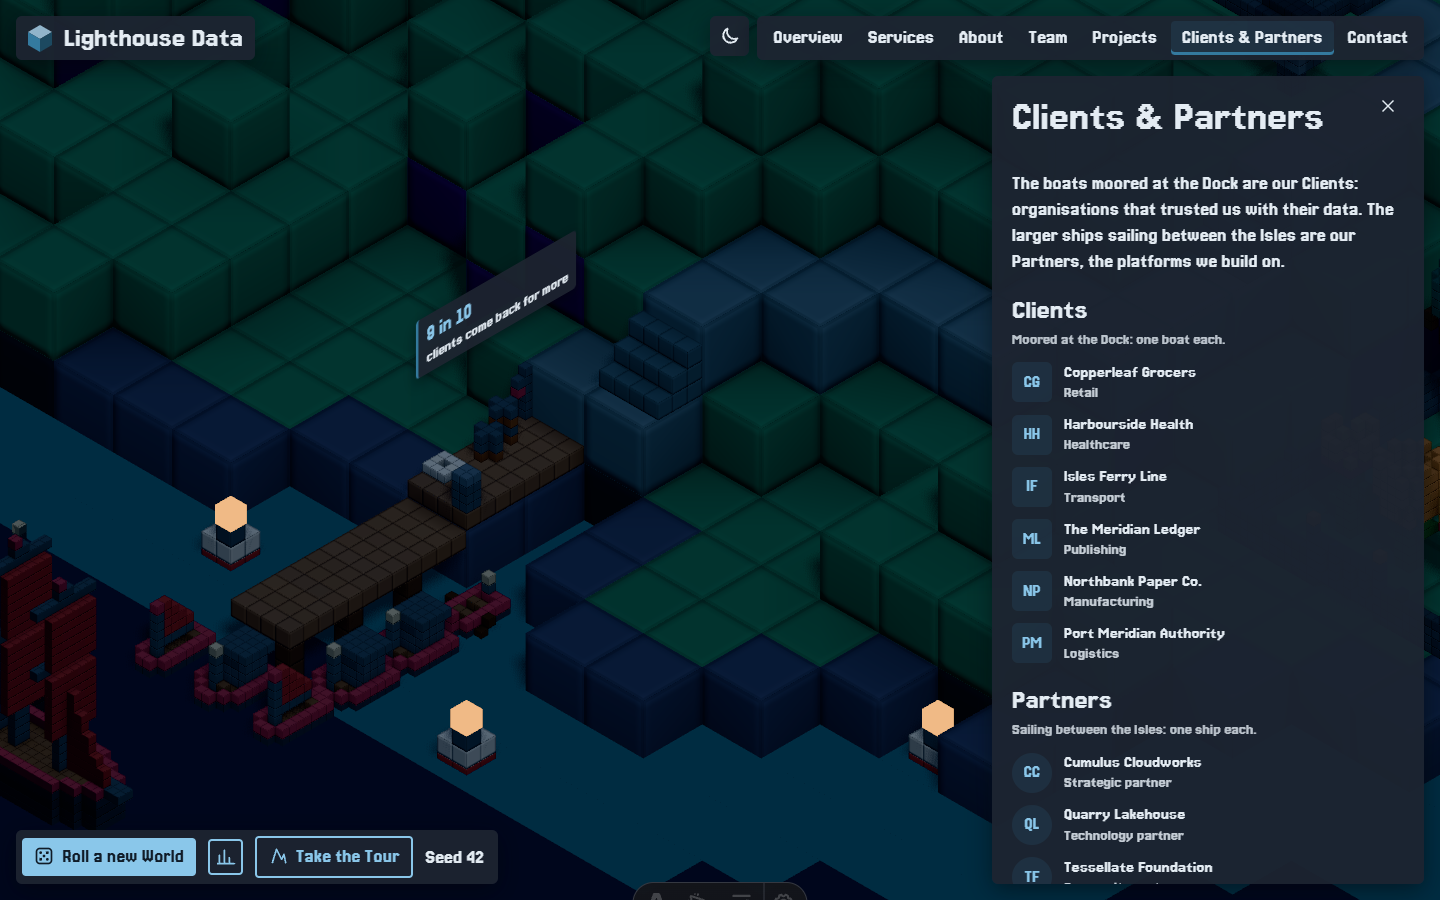 Lighthouse Data
Overview
Services
About
Team
Projects
Clients & Partners
Contact
Clients & Partners
The boats moored at the Dock are our Clients:
organisations that trusted us with their data. The
larger ships sailing between the Isles are our
Partners, the platforms we build on.
Clients
Moored at the Dock: one boat each.
CG
Copperleaf Grocers
Retail
HH
Harbourside Health
Healthcare
IF
Isles Ferry Line
Transport
ML
The Meridian Ledger
Publishing
NP
Northbank Paper Co.
Manufacturing
PM
Port Meridian Authority
Logistics
Partners
Sailing between the Isles: one ship each.
CC
Cumulus Cloudworks
Strategic partner
QL
Quarry Lakehouse
Technology partner
TF
Tessellate Foundation
9 in 10
clients come back for more
Roll a new World
Take the Tour
Seed 42